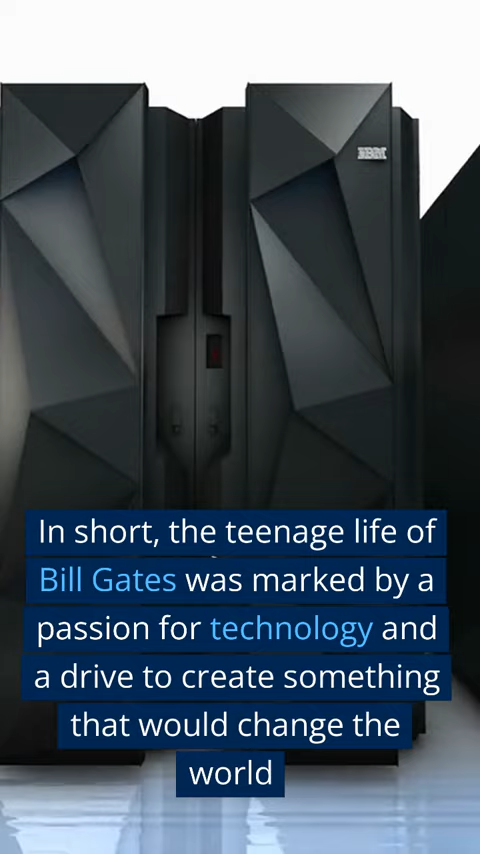 IBM
In short, the teenage life of
Bill Gates was marked by a
passion for technology and
a drive to create something
that would change the
world